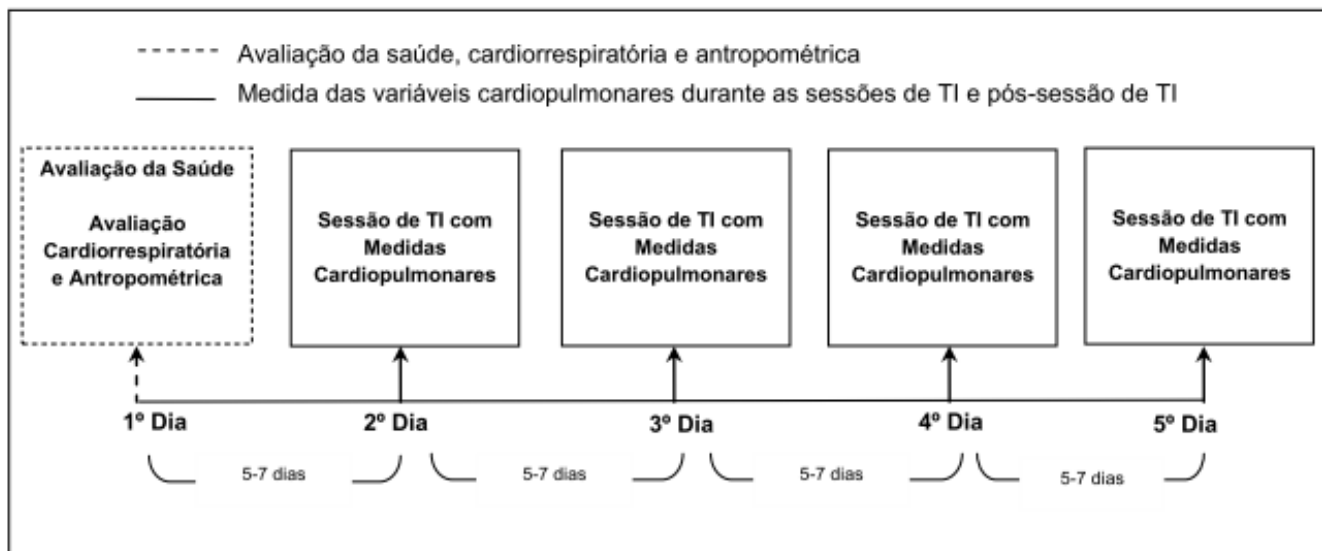 Avaliação da saúde, cardiorrespiratória e antropométrica
Medida das variáveis cardiopulmonares durante as sessões de TI e pós-sessão de TI
Avaliação da Saúde
Avaliação
Cardiorrespiratória
e Antropométrica
Sessão de TI com
Medidas
Cardiopulmonares
Sessão de TI com
Medidas
Cardiopulmonares
Sessão de TI com
Medidas
Cardiopulmonares
Sessão de TI com
Medidas
Cardiopulmonares
1º Dia
2º Dia
3º Dia
4º Dia
5º Dia
5-7 dias
5-7 dias
5-7 dias
5-7 dias